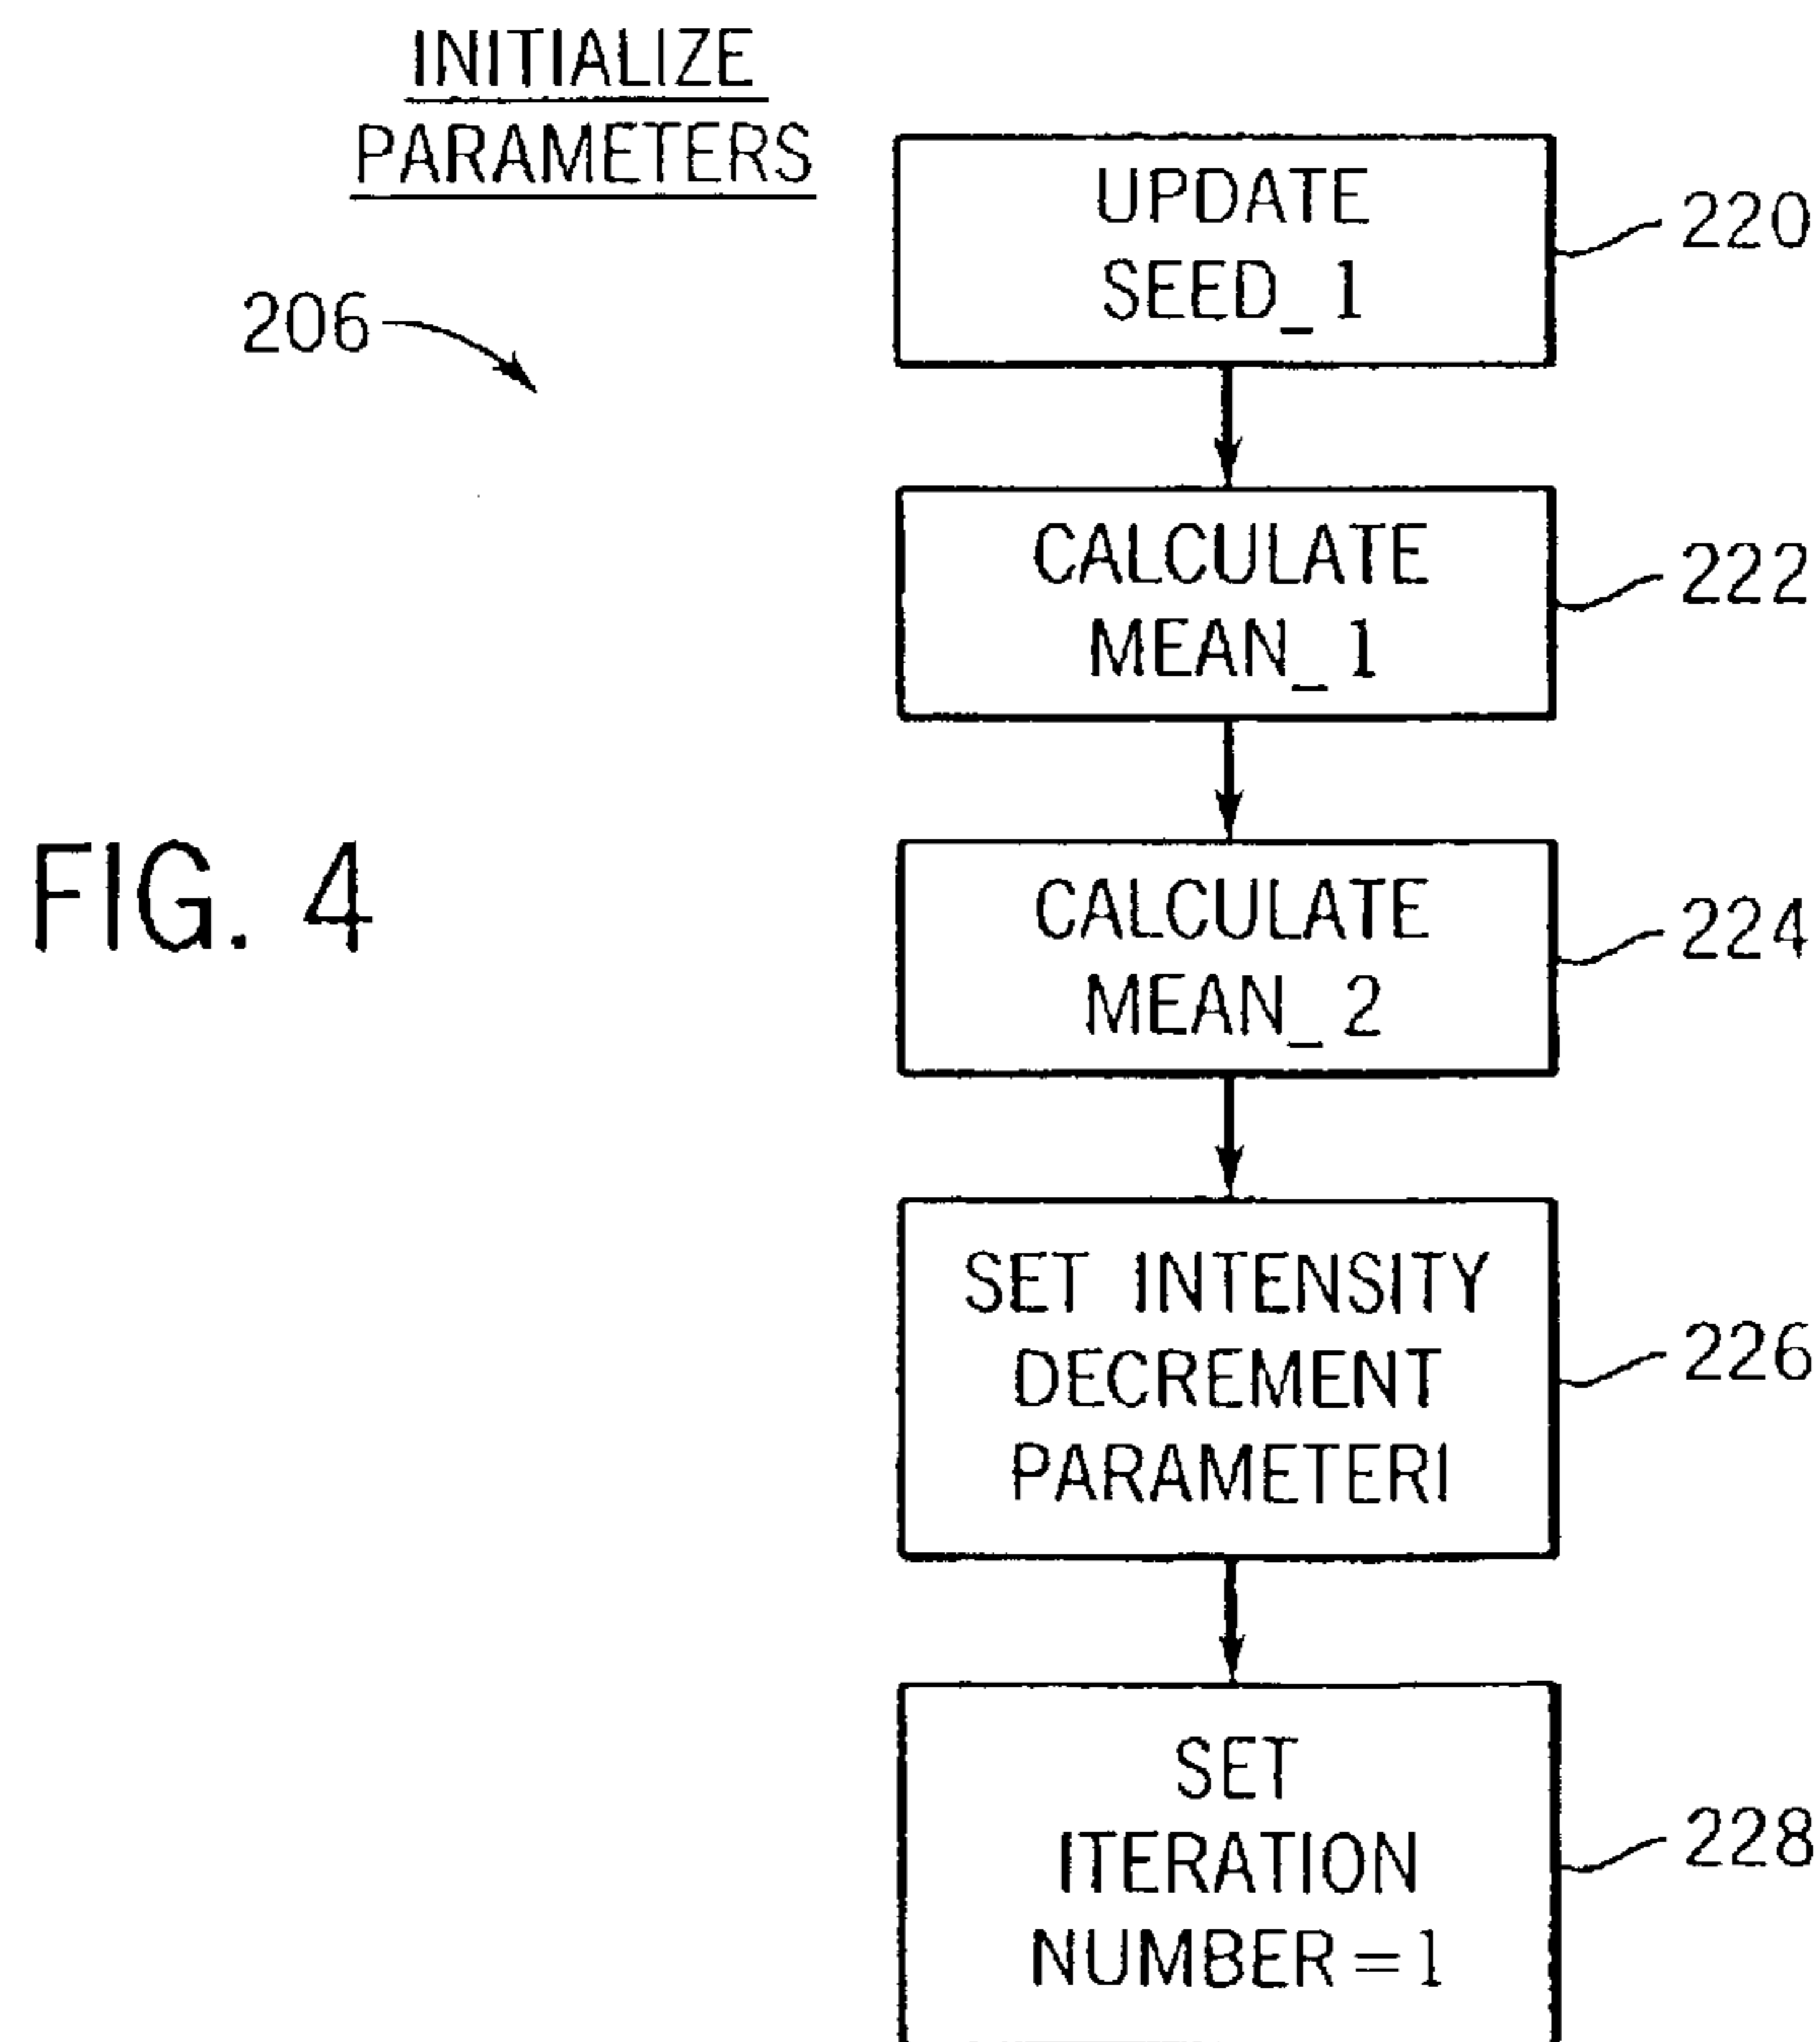 INITIALIZE
PARAMETERS
206
FIG. 4
UPDATE
SEED_1
220
CALCULATE
MEAN_1
222
CALCULATE
MEAN_2
224
SET INTENSITY
DECREMENT
PARAMETERI
226
SET
ITERATION
NUMBER=1
228